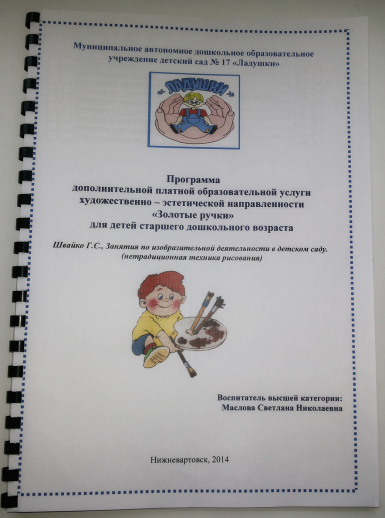 Муниципальное автономное дошкольное образовательное
учреждение детский сад № 17 «Ладушки»
« ЛАДУШКИ »
Программа
дополнительной платной образовательной услуги
художественно – эстетической направленности
«Золотые ручки»
для детей старшего дошкольного возраста
Швайко Г.С., Занятия по изобразительной деятельности в детском саду.
(нетрадиционная техника рисования)
Воспитатель высшей категории:
Маслова Светлана Николаевна
Нижневартовск, 2014